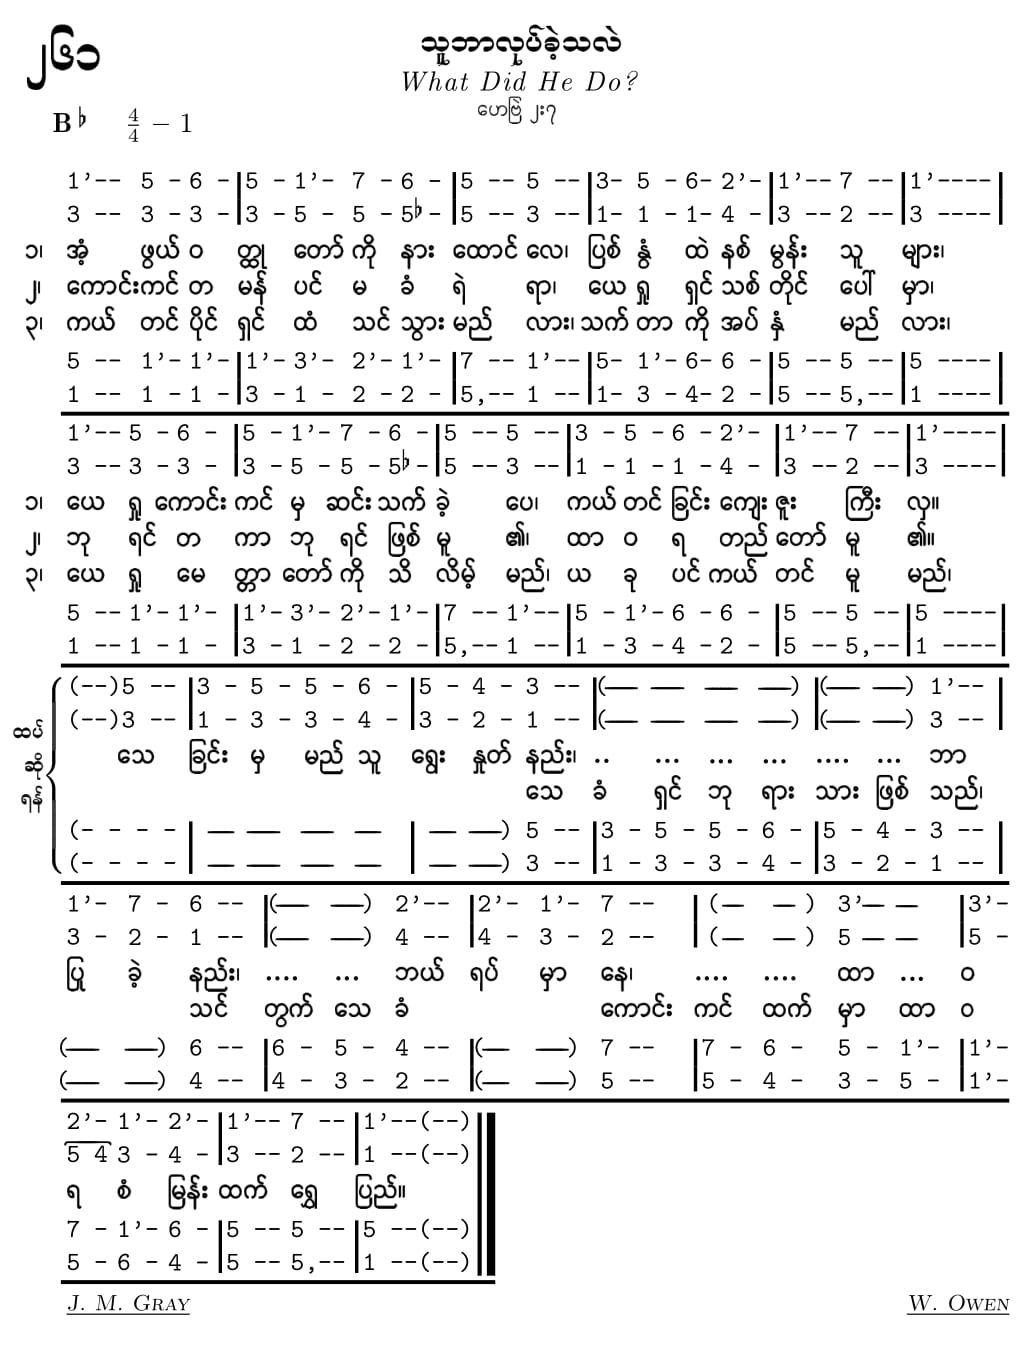 ၂၆၁
သူဘာလုပ်ခဲ့သလဲ
What Did He Do?
ဟေဗြဲ ၂း၇
B♭ 4/4 – 1
1’-- 5 - 6 -|5 - 1’- 7 - 6 -|5 -- 5 --|3- 5 - 6- 2’-|1’-- 7 --|1’----|
3 -- 3 - 3 -|3 - 5 - 5 - 5♭-|5 -- 3 --|1- 1 - 1- 4 -|3 -- 2 --|3 ----|
၁၊ အံ့ ဖွယ် ဝ တ္ထု တော် ကို နား ထောင် လေ၊ ပြစ် နွံ ထဲ နစ် မွန်း သူ များ၊
၂။ ကောင်းကင် တ မန် ပင် မ ခံ ရဲ ရာ၊ ယေ ရှု ရှင် သစ် တိုင် ပေါ် မှာ၊
၃၊ ကယ် တင် ပိုင် ရှင် ထံ သင် သွား မည် လား၊ သက် တာ ကို အပ် နှံ မည် လား၊
5 -- 1’- 1’-|1’- 3’- 2’- 1’-|7 -- 1’--|5- 1’- 6- 6 -|5 -- 5 --|5 ----|
1 -- 1 - 1 -|3 - 1 - 2 - 2 -|5,-- 1 --|1- 3 - 4- 2 -|5 -- 5,--|1 ----|
1’-- 5 - 6 -|5 - 1’- 7 - 6 -|5 -- 5 --|3 - 5 - 6 - 2’-|1’-- 7 --|1’----|
3 -- 3 - 3 -|3 - 5 - 5 - 5♭-|5 -- 3 --|1 - 1 - 1 - 4 -|3 -- 2 --|3 ----|
၁၊ ယေ ရှု ကောင်း ကင် မှ ဆင်း သက် ခဲ့ ပေ၊ ကယ် တင် ခြင်း ကျေး ဇူး ကြီး လှ။
၂။ ဘု ရင် တ ကာ ဘု ရင် ဖြစ် မူ ၏၊ ထာ ဝ ရ တည် တော် မူ ၏။
၃၊ ယေ ရှု မေ တ္တာ တော် ကို သိ လိမ့် မည်၊ ယ ခု ပင် ကယ် တင် မူ မည်၊
5 -- 1’- 1’-|1’- 3’- 2’- 1’-|7 -- 1’--|5 - 1’- 6 - 6 -|5 -- 5 --|5 ----|
1 -- 1 - 1 -|3 - 1 - 2 - 2 -|5,-- 1 --|1 - 3 - 4 - 2 -|5 -- 5,--|1 ----|
ထပ်
ဆို
ရန်
(--)5 --|3 - 5 - 5 - 6 -|5 - 4 - 3 --|(— — — —)|(— —) 1’--|
(--)3 --|1 - 3 - 3 - 4 -|3 - 2 - 1 --|(— — — —)|(— —) 3 --|
သေ ခြင်း မှ မည် သူ ရွေး နှုတ် နည်း၊ .. ... ... ... .... ... ဘာ
သေ ခံ ရှင် ဘု ရား သား ဖြစ် သည်၊
(- - - -|— — — —|— —) 5 --|3 - 5 - 5 - 6 -|5 - 4 - 3 --|
(- - - -|— — — —|— —) 3 --|1 - 3 - 3 - 4 -|3 - 2 - 1 --|
1’- 7 - 6 --|(— —) 2’--|2’- 1’- 7 --|(— — ) 3’— —|3’-
3 - 2 - 1 --|(— —) 4 --|4 - 3 - 2 --|(— — ) 5 — —|5 -
ပြု ခဲ့ နည်း၊ .... ... ဘယ် ရပ် မှာ နေ၊ .... .... ထာ ... ဝ
သင် တွက် သေ ခံ ကောင်း ကင် ထက် မှာ ထာ ဝ
(— —) 6 --|6 - 5 - 4 --|(— —) 7 --|7 - 6 - 5 - 1’-|1’-
(— —) 4 --|4 - 3 - 2 --|(— —) 5 --|5 - 4 - 3 - 5 -|1’-
2’- 1’- 2’-|1’-- 7 --|1’--(--)
5 4 3 - 4 -|3 -- 2 --|1 --(--)
ရ စံ မြန်း ထက် ရွှေ ပြည်။
7 - 1’- 6 -|5 -- 5 --|5 --(--)
5 - 6 - 4 -|5 -- 5,--|1 --(--)
J. M. GRAY
W. OWEN